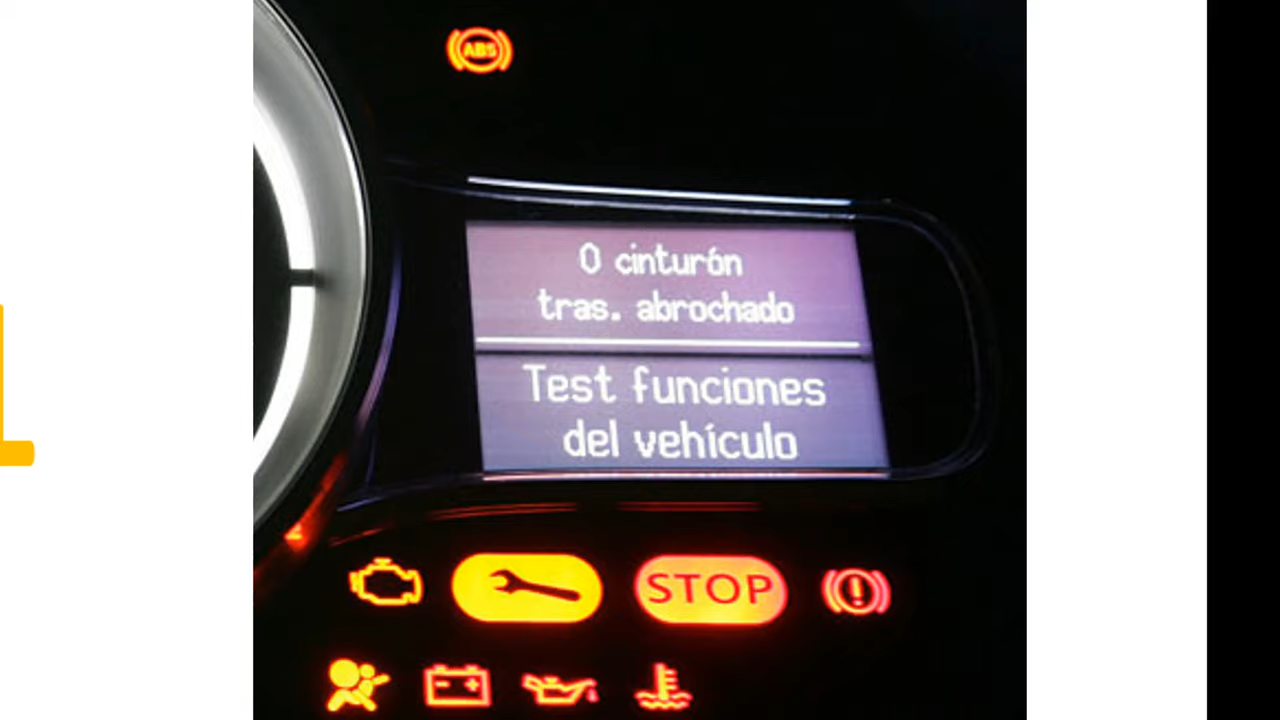 ABS
0 cinturón
tras. abrochado
Test funciones
del vehículo
STOP